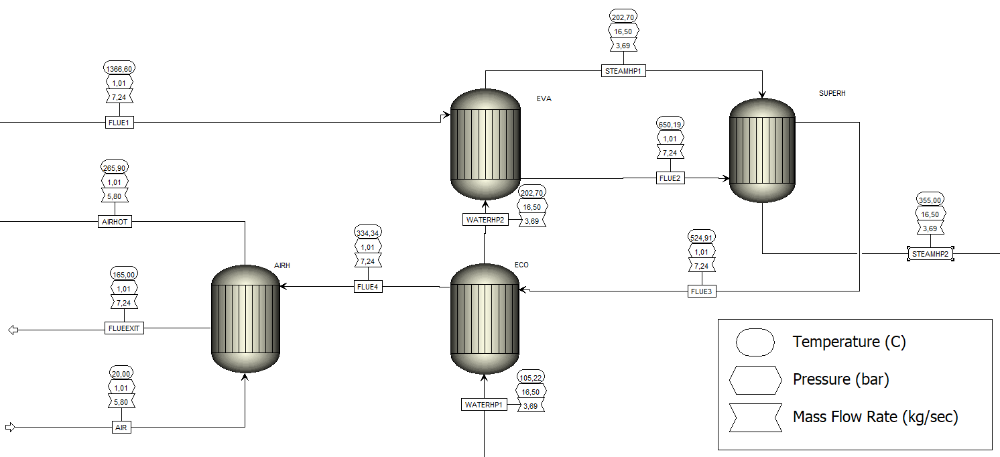 202,70
16,50
3,69
STEAMHP1
1366,60
1,01
7,24
FLUE1
EVA
SUPERH
650,19
1,01
7,24
FLUE2
265,90
1,01
5,80
AIRHOT
202,70
16,50
3,69
WATERHP2
355,00
16,50
3,69
STEAMHP2
334,34
1,01
7,24
FLUE4
524,91
1,01
7,24
FLUE3
AIRH
ECO
165,00
1,01
7,24
FLUEEXIT
20,00
1,01
5,80
AIR
105,22
16,50
3,69
WATERHP1
Temperature (C)
Pressure (bar)
Mass Flow Rate (kg/sec)